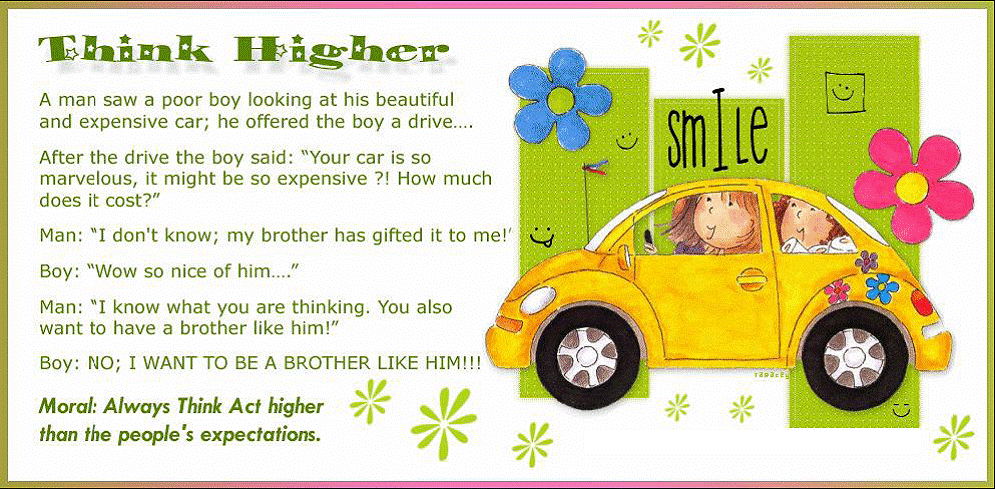 Think Higher
A man saw a poor boy looking at his beautiful
and expensive car; he offered the boy a drive....
After the drive the boy said: “Your car is so
marvelous, it might be so expensive ?! How much
does it cost?”
Man: “I don't know; my brother has gifted it to me!’
Boy: “Wow so nice of him....”
Man: “I know what you are thinking. You also
want to have a brother like him!”
Boy: NO; I WANT TO BE A BROTHER LIKE HIM!!!
Moral: Always Think Act higher
than the people's expectations.
smILe